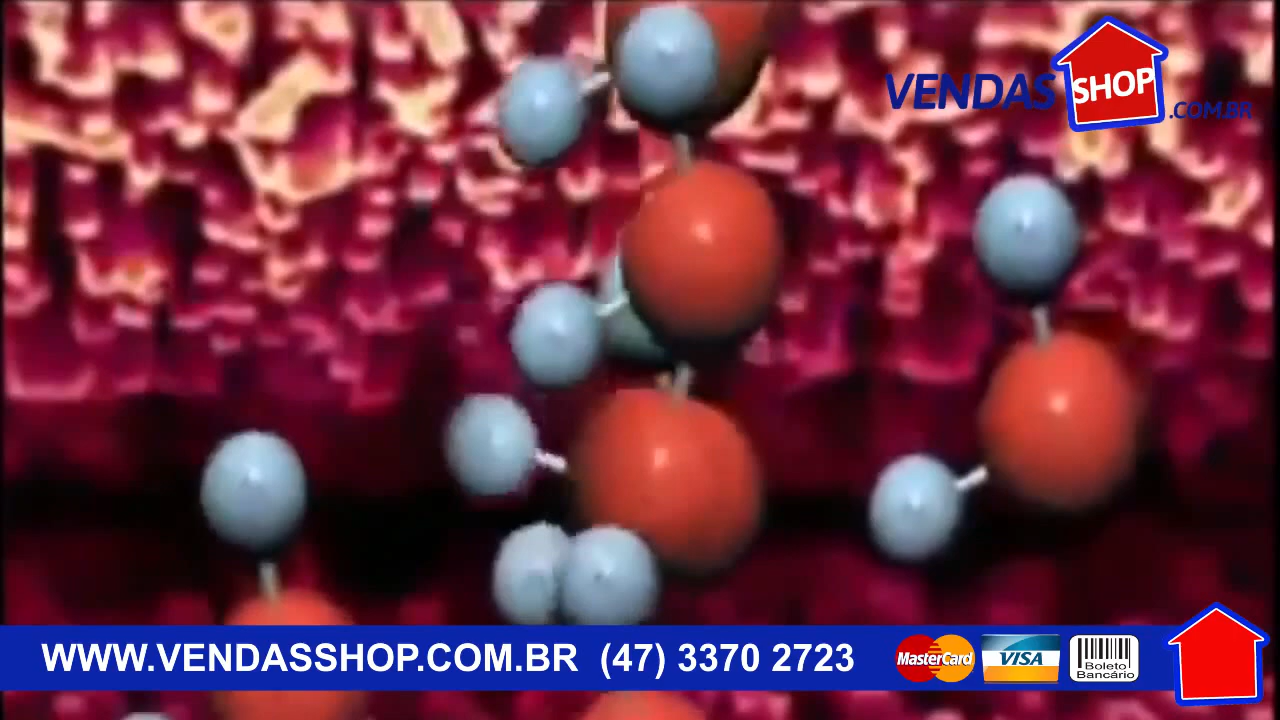 VENDAS SHOP .COM.BR
WWW.VENDASSHOP.COM.BR (47) 3370 2723
MasterCard VISA Boleto
Bancário